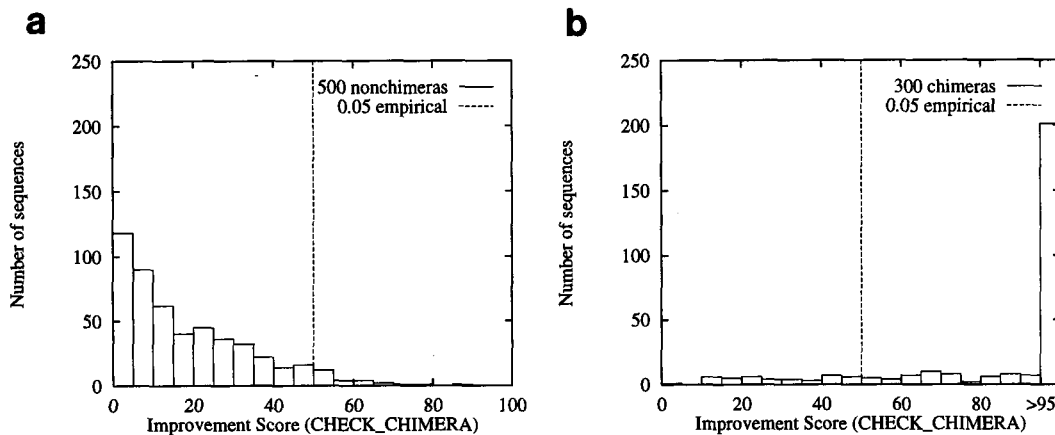 a
250
200
150
100
50
0
Number of sequences
500 nonchimeras
0.05 empirical
0 20 40 60 80 100
Improvement Score (CHECK_CHIMERA)
b
250
200
150
100
50
0
Number of sequences
300 chimeras
0.05 empirical
0 20 40 60 80 >95
Improvement Score (CHECK_CHIMERA)